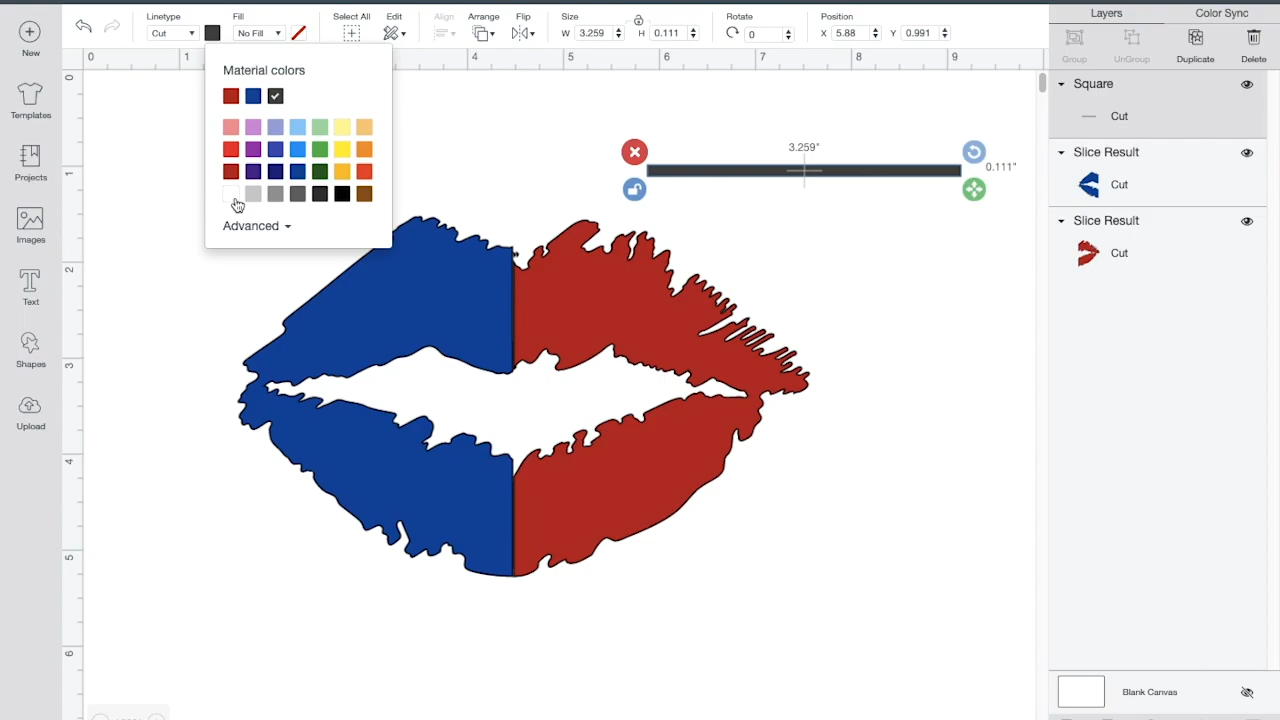 Linetype Fill Select All Edit Align Arrange Flip Size Rotate Position Layers Color Sync
Cut No Fill W 3.259 H 0.111 0 X 5.88 Y 0.991
New
Group UnGroup Duplicate Delete
0 1 4 5 6 7 8 9
Material colors
Templates
Projects
Images
Text
Shapes
Upload
Advanced
3.259"
0.111"
Square
Cut
Slice Result
Cut
Slice Result
Cut
0
1
2
3
4
5
6
Blank Canvas